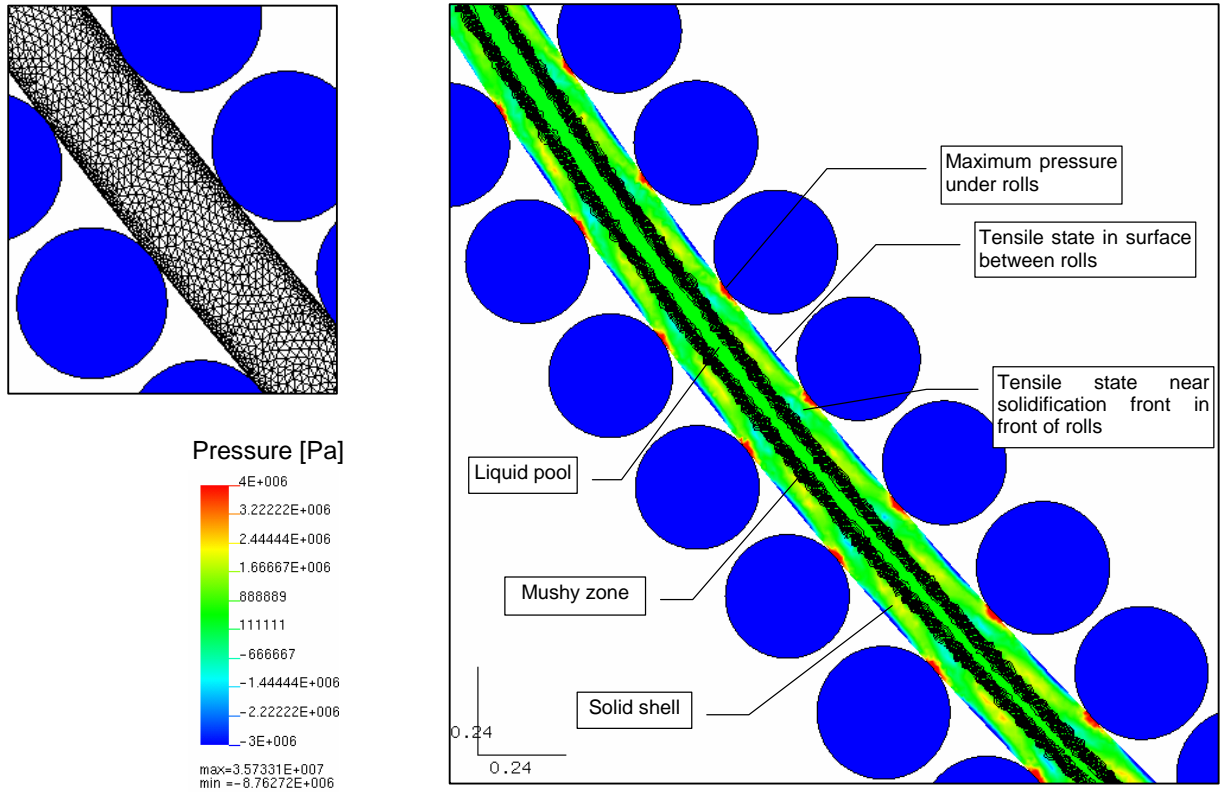 Pressure [Pa]
4E+006
3.22222E+006
2.44444E+006
1.66667E+006
888889
111111
-666667
-1.44444E+006
-2.22222E+006
-3E+006
max=3.57331E+007
min =-8.76272E+006
Maximum pressure
under rolls
Tensile state in surface
between rolls
Tensile state near
solidification front in
front of rolls
Liquid pool
Mushy zone
Solid shell
0.24
0.24